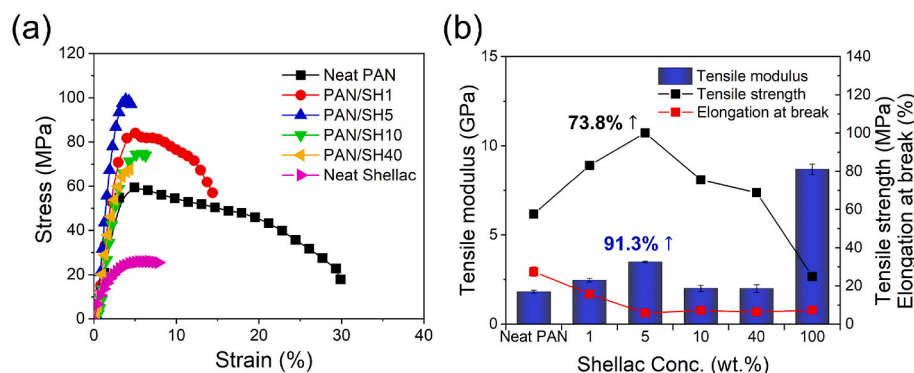 (a)
120
100
80
60
40
20
0
Stress (MPa)
Neat PAN
PAN/SH1
PAN/SH5
PAN/SH10
PAN/SH40
Neat Shellac
0 10 20 30 40
Strain (%)
(b)
15
10
5
0
Tensile modulus (GPa)
Tensile modulus
Tensile strength
Elongation at break
73.8% ↑
91.3% ↑
140
120
100
80
60
40
20
0
Tensile strength (MPa)
Elongation at break (%)
Neat PAN 1 5 10 40 100
Shellac Conc. (wt.%)